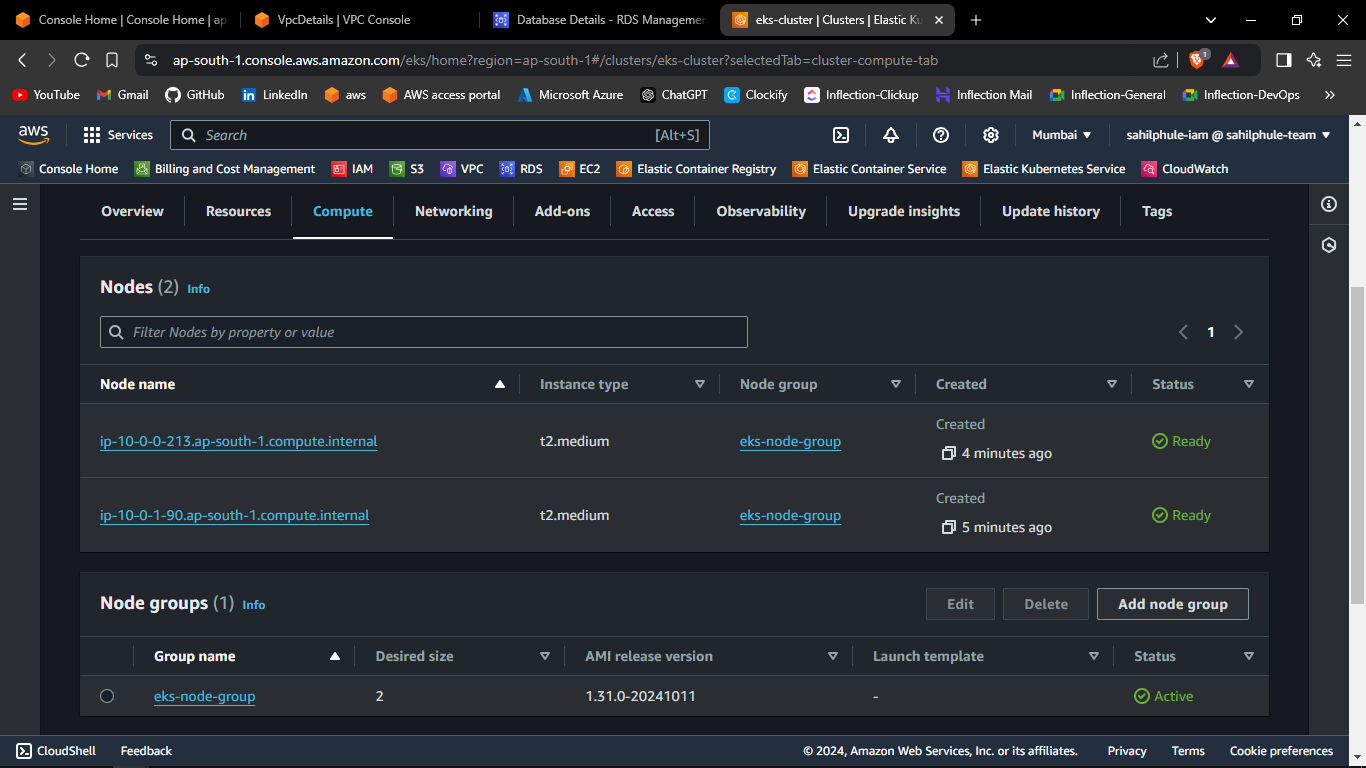 Console Home | Console Home | ap
VpcDetails | VPC Console
Database Details - RDS Managemen
eks-cluster | Clusters | Elastic Ku
ap-south-1.console.aws.amazon.com/eks/home?region=ap-south-1#/clusters/eks-cluster?selectedTab=cluster-compute-tab
1
YouTube Gmail GitHub LinkedIn aws AWS access portal Microsoft Azure ChatGPT Clockify Inflection-Clickup Inflection Mail Inflection-General Inflection-DevOps
aws Services Search [Alt+S] Mumbai sahilphule-iam @ sahilphule-team
Console Home Billing and Cost Management IAM S3 VPC RDS EC2 Elastic Container Registry Elastic Container Service Elastic Kubernetes Service CloudWatch
Overview Resources Compute Networking Add-ons Access Observability Upgrade insights Update history Tags
Nodes (2) Info
Filter Nodes by property or value 1
Node name Instance type Node group Created Status
Created
ip-10-0-0-213.ap-south-1.compute.internal t2.medium eks-node-group Ready
4 minutes ago
Created
ip-10-0-1-90.ap-south-1.compute.internal t2.medium eks-node-group Ready
5 minutes ago
Node groups (1) Info Edit Delete Add node group
Group name Desired size AMI release version Launch template Status
eks-node-group 2 1.31.0-20241011 - Active
CloudShell Feedback © 2024, Amazon Web Services, Inc. or its affiliates. Privacy Terms Cookie preferences